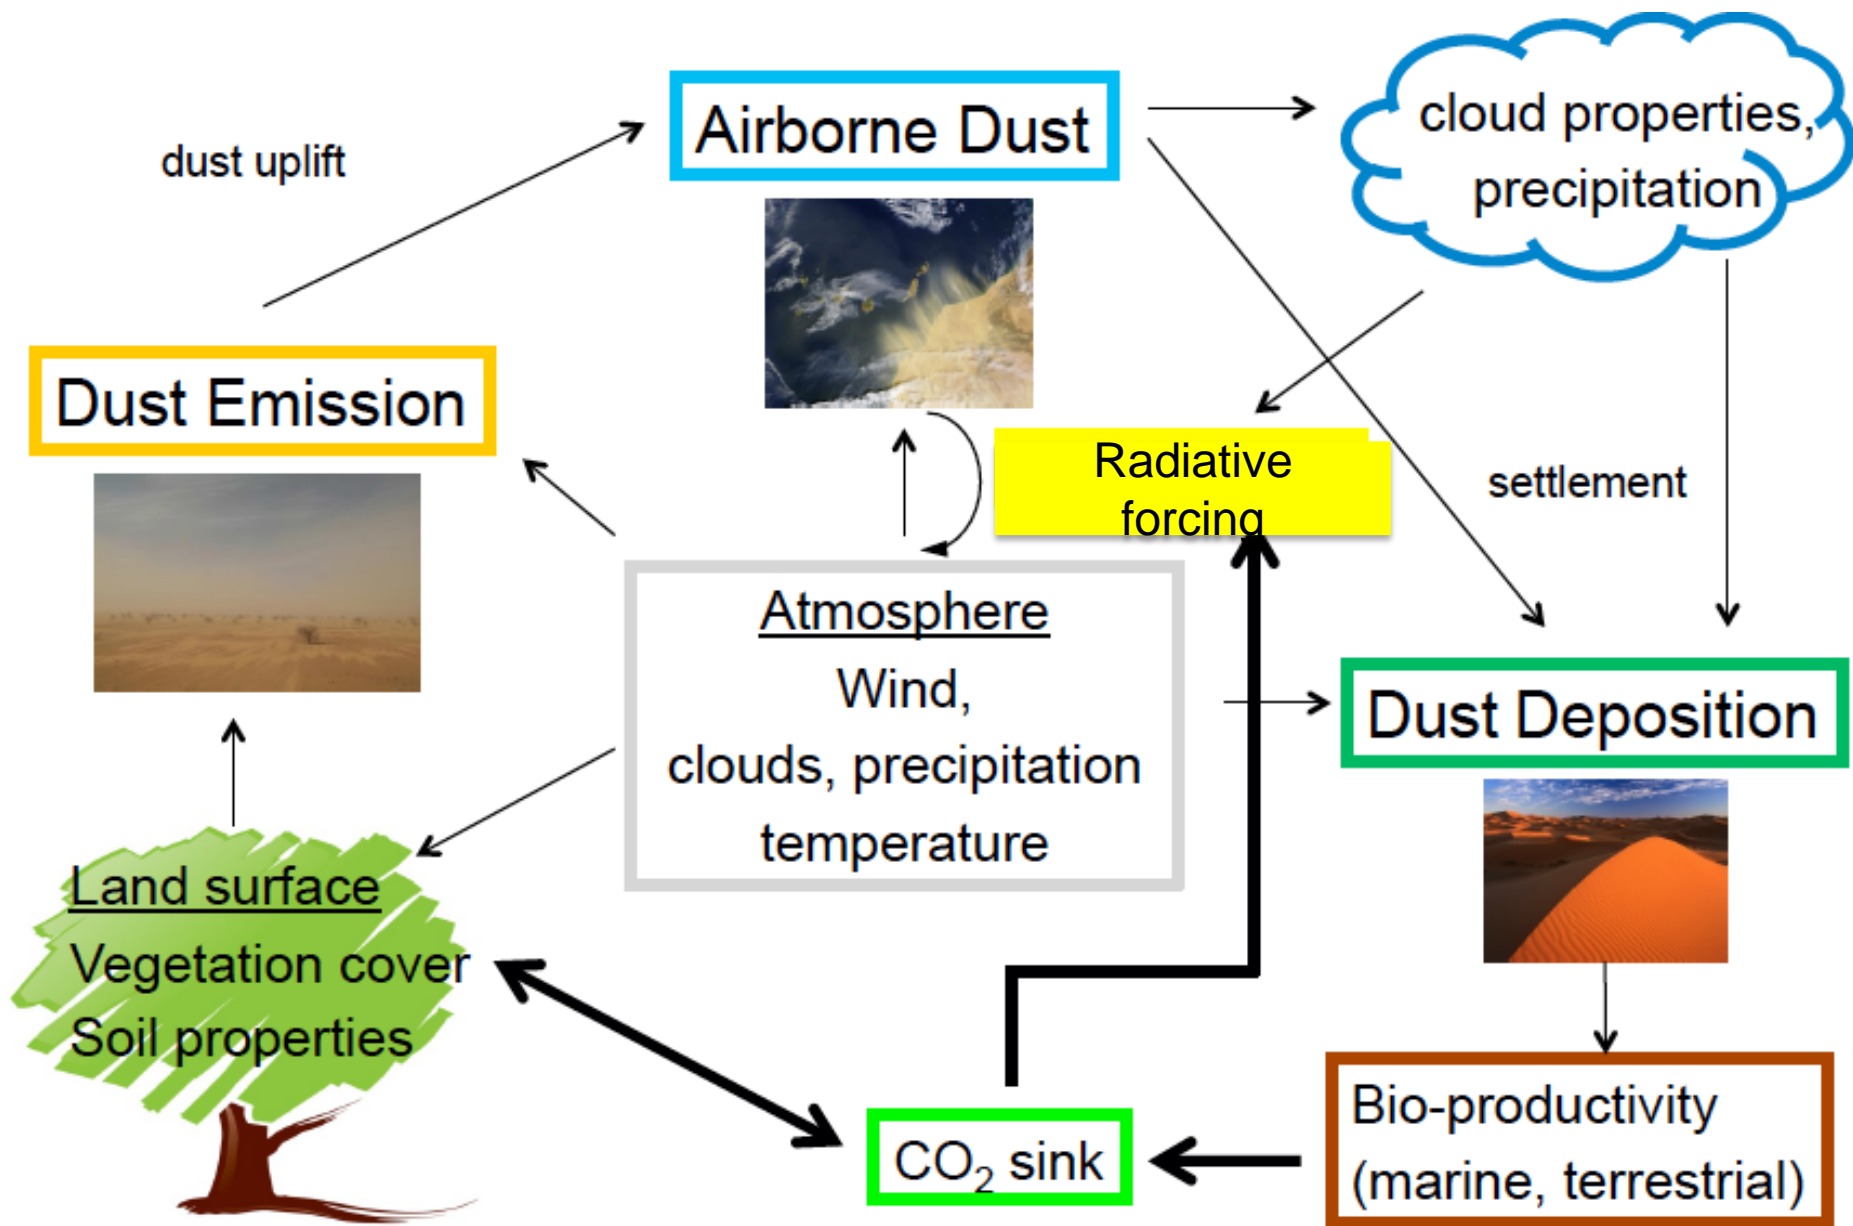 dust uplift
Airborne Dust
cloud properties,
precipitation
Dust Emission
Radiative
forcing
settlement
Atmosphere
Wind,
clouds, precipitation
temperature
Dust Deposition
Land surface
Vegetation cover
Soil properties
CO₂ sink
Bio-productivity
(marine, terrestrial)